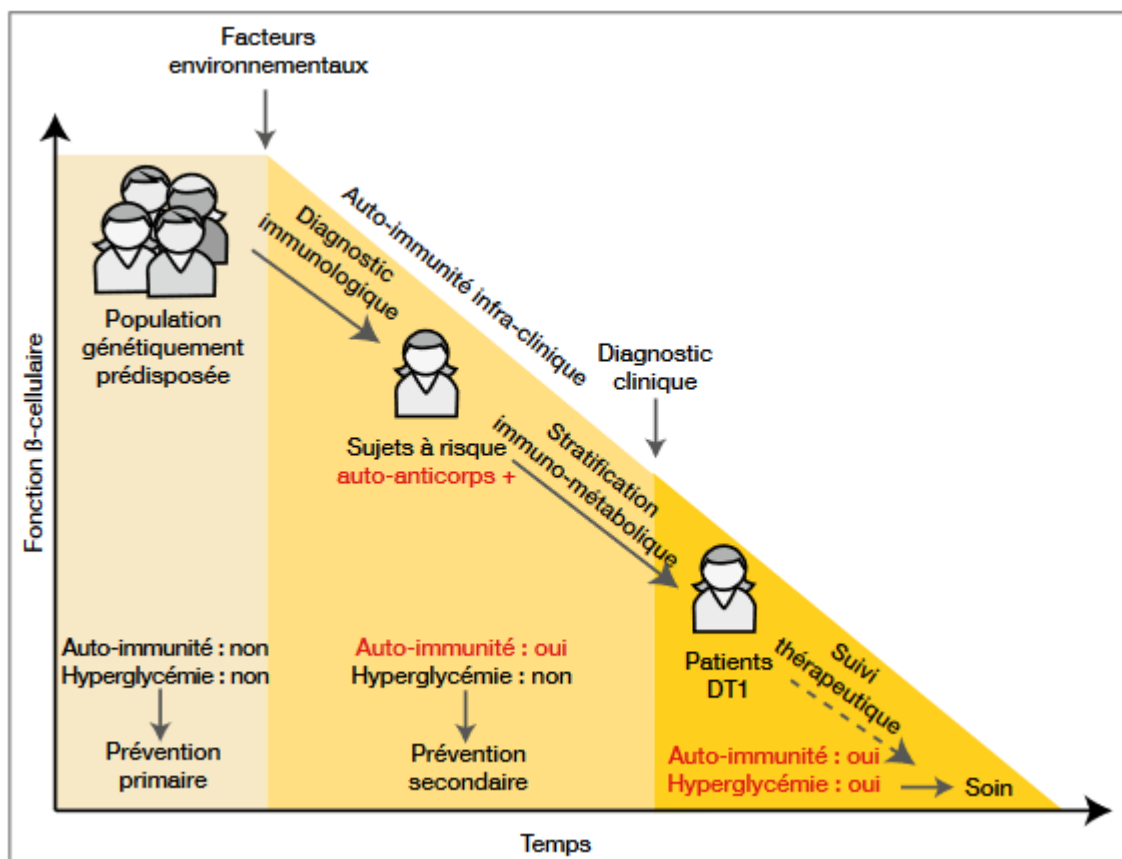 Facteurs
environnementaux
Fonction ß-cellulaire
Population
génétiquement
prédisposée
Diagnostic
immunologique
Auto-immunité infra-clinique
Sujets à risque
auto-anticorps +
Diagnostic
clinique
Stratification
immuno-métabolique
Patients
DT1
Suivi
thérapeutique
Auto-immunité : non
Hyperglycémie : non
Prévention
primaire
Auto-immunité : oui
Hyperglycémie : non
Prévention
secondaire
Auto-immunité : oui
Hyperglycémie : oui
Soin
Temps